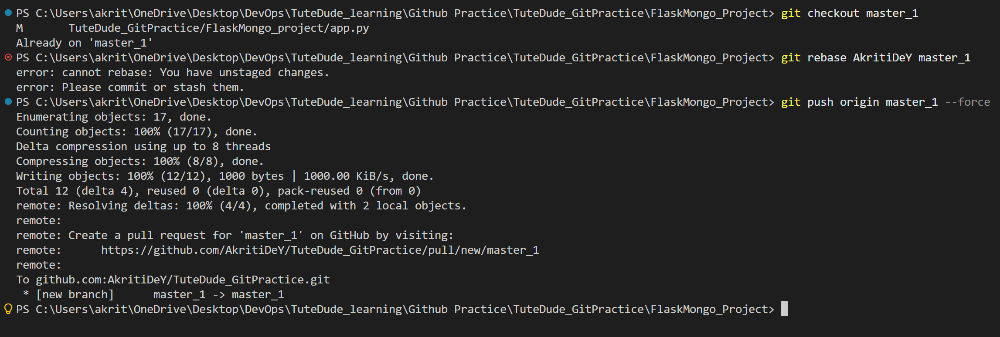 PS C:\Users\akrit\OneDrive\Desktop\DevOps\TuteDude_learning\Github Practice\TuteDude_GitPractice\FlaskMongo_Project> git checkout master_1
M       TuteDude_GitPractice/FlaskMongo_project/app.py
Already on 'master_1'
PS C:\Users\akrit\OneDrive\Desktop\DevOps\TuteDude_learning\Github Practice\TuteDude_GitPractice\FlaskMongo_Project> git rebase AkritiDeY master_1
error: cannot rebase: You have unstaged changes.
error: Please commit or stash them.
PS C:\Users\akrit\OneDrive\Desktop\DevOps\TuteDude_learning\Github Practice\TuteDude_GitPractice\FlaskMongo_Project> git push origin master_1 --force
Enumerating objects: 17, done.
Counting objects: 100% (17/17), done.
Delta compression using up to 8 threads
Compressing objects: 100% (8/8), done.
Writing objects: 100% (12/12), 1000 bytes | 1000.00 KiB/s, done.
Total 12 (delta 4), reused 0 (delta 0), pack-reused 0 (from 0)
remote: Resolving deltas: 100% (4/4), completed with 2 local objects.
remote:
remote: Create a pull request for 'master_1' on GitHub by visiting:
remote:      https://github.com/AkritiDeY/TuteDude_GitPractice/pull/new/master_1
remote:
To github.com:AkritiDeY/TuteDude_GitPractice.git
 * [new branch]      master_1 -> master_1
PS C:\Users\akrit\OneDrive\Desktop\DevOps\TuteDude_learning\Github Practice\TuteDude_GitPractice\FlaskMongo_Project>